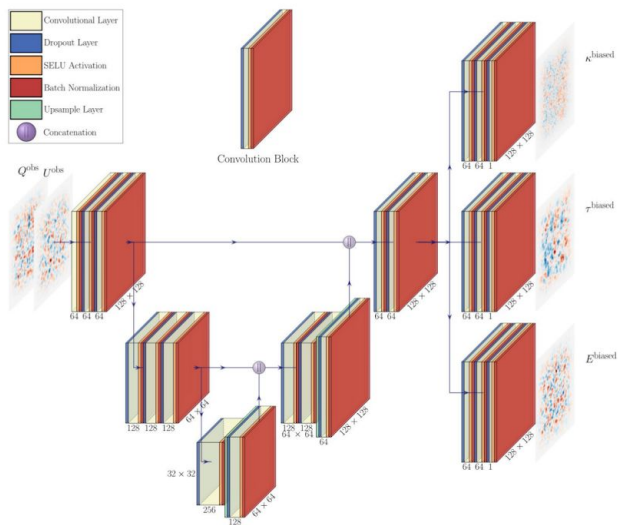 Convolutional Layer
Dropout Layer
SELU Activation
Batch Normalization
Upsample Layer
Concatenation
Convolution Block
Q^obs U^obs
64 64 64
128 × 128
128 128 128
64 × 64
32 × 32
256
128
64 × 64
128 128
64 × 64
64
128 × 128
64 64
128 × 128
κ^biased
64 64 1
128 × 128
τ^biased
64 64 1
128 × 128
E^biased
64 64 1
128 × 128